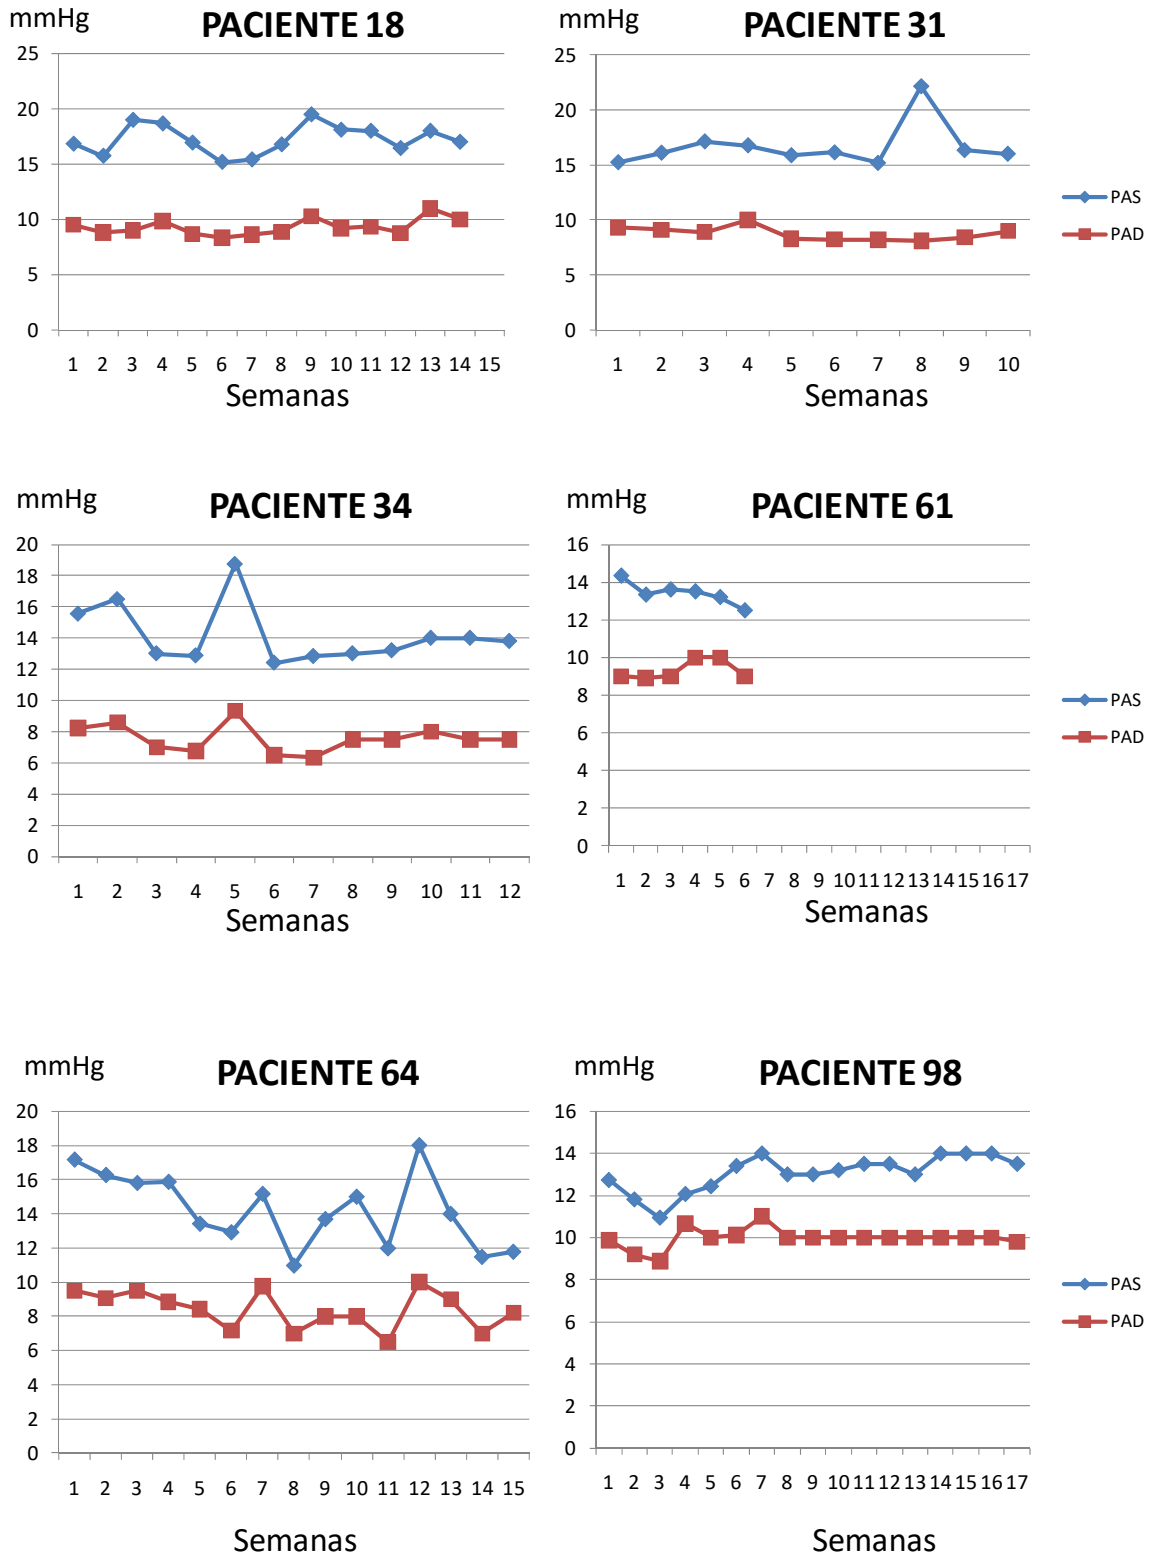 mmHg
PACIENTE 18
25
20
15
10
5
0
1 2 3 4 5 6 7 8 9 10 11 12 13 14 15
Semanas
mmHg
PACIENTE 31
25
20
15
10
5
0
1 2 3 4 5 6 7 8 9 10
Semanas
PAS
PAD
mmHg
PACIENTE 34
20
18
16
14
12
10
8
6
4
2
0
1 2 3 4 5 6 7 8 9 10 11 12
Semanas
mmHg
PACIENTE 61
16
14
12
10
8
6
4
2
0
1 2 3 4 5 6 7 8 9 10 11 12 13 14 15 16 17
Semanas
PAS
PAD
mmHg
PACIENTE 64
20
18
16
14
12
10
8
6
4
2
0
1 2 3 4 5 6 7 8 9 10 11 12 13 14 15
Semanas
mmHg
PACIENTE 98
16
14
12
10
8
6
4
2
0
1 2 3 4 5 6 7 8 9 10 11 12 13 14 15 16 17
Semanas
PAS
PAD